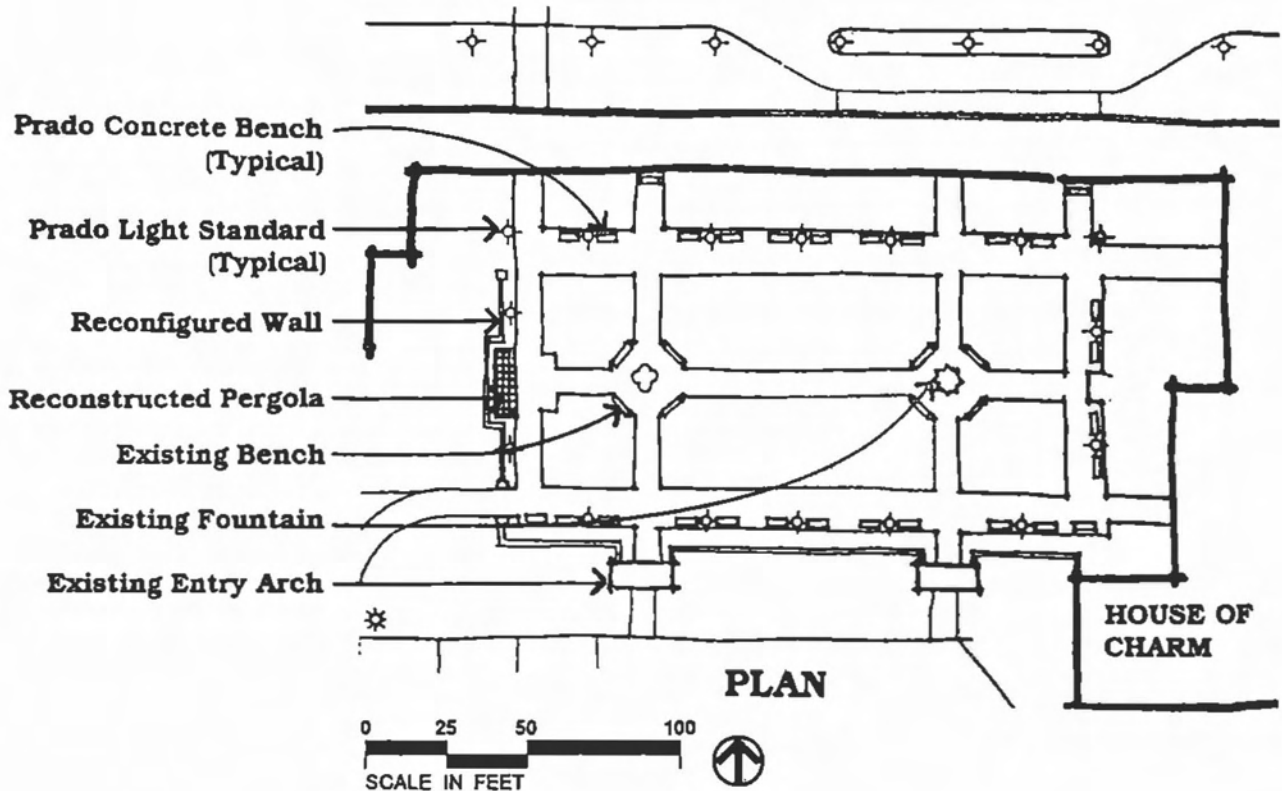 Prado Concrete Bench
(Typical)
Prado Light Standard
(Typical)
Reconfigured Wall
Reconstructed Pergola
Existing Bench
Existing Fountain
Existing Entry Arch
HOUSE OF
CHARM
PLAN
0 25 50 100
SCALE IN FEET